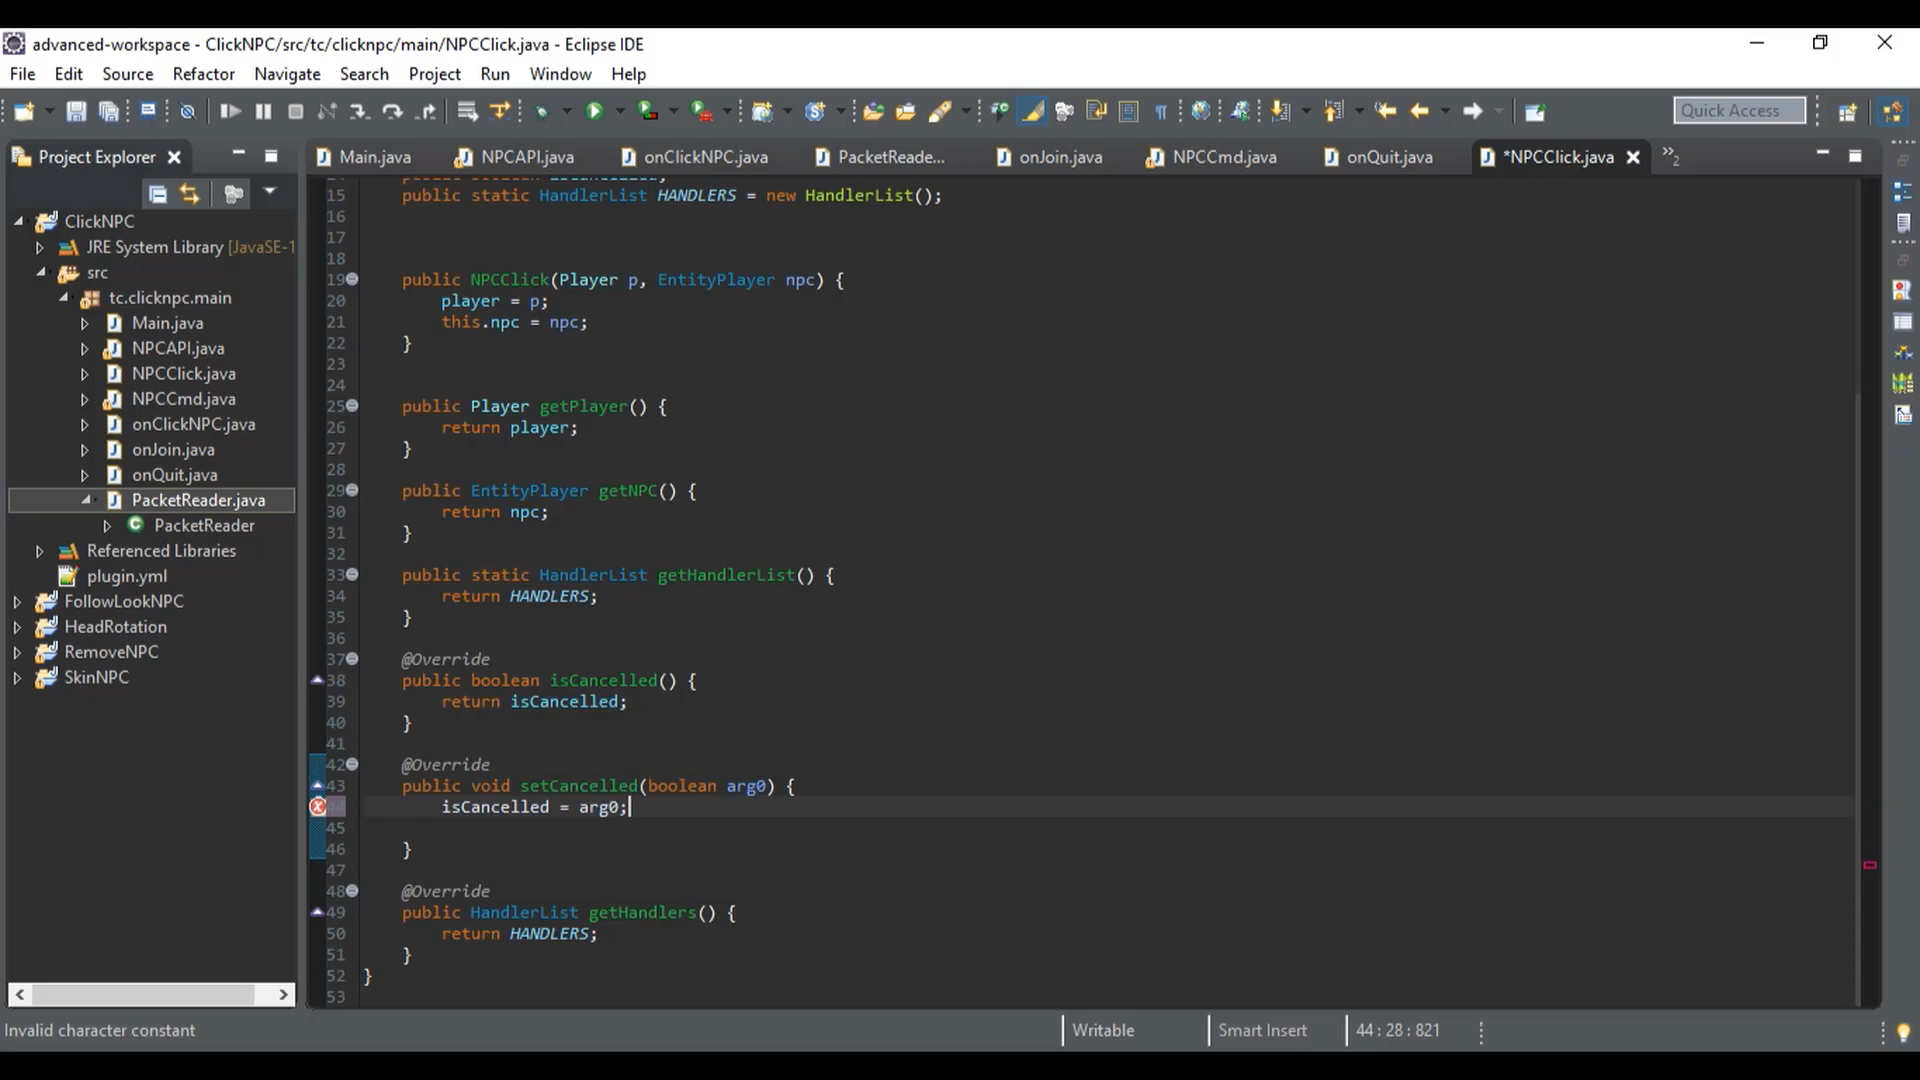 advanced-workspace - ClickNPC/src/tc/clicknpc/main/NPCClick.java - Eclipse IDE
File Edit Source Refactor Navigate Search Project Run Window Help
Quick Access
Project Explorer
Main.java NPCAPI.java onClickNPC.java PacketReade... onJoin.java NPCCmd.java onQuit.java *NPCClick.java »2
ClickNPC
JRE System Library [JavaSE-1
src
tc.clicknpc.main
Main.java
NPCAPI.java
NPCClick.java
NPCCmd.java
onClickNPC.java
onJoin.java
onQuit.java
PacketReader.java
PacketReader
Referenced Libraries
plugin.yml
FollowLookNPC
HeadRotation
RemoveNPC
SkinNPC
15 public static HandlerList HANDLERS = new HandlerList();
16
17
18
19 public NPCClick(Player p, EntityPlayer npc) {
20 player = p;
21 this.npc = npc;
22 }
23
24
25 public Player getPlayer() {
26 return player;
27 }
28
29 public EntityPlayer getNPC() {
30 return npc;
31 }
32
33 public static HandlerList getHandlerList() {
34 return HANDLERS;
35 }
36
37 @Override
38 public boolean isCancelled() {
39 return isCancelled;
40 }
41
42 @Override
43 public void setCancelled(boolean arg0) {
44 isCancelled = arg0;
45
46 }
47
48 @Override
49 public HandlerList getHandlers() {
50 return HANDLERS;
51 }
52 }
53
Invalid character constant
Writable
Smart Insert
44 : 28 : 821